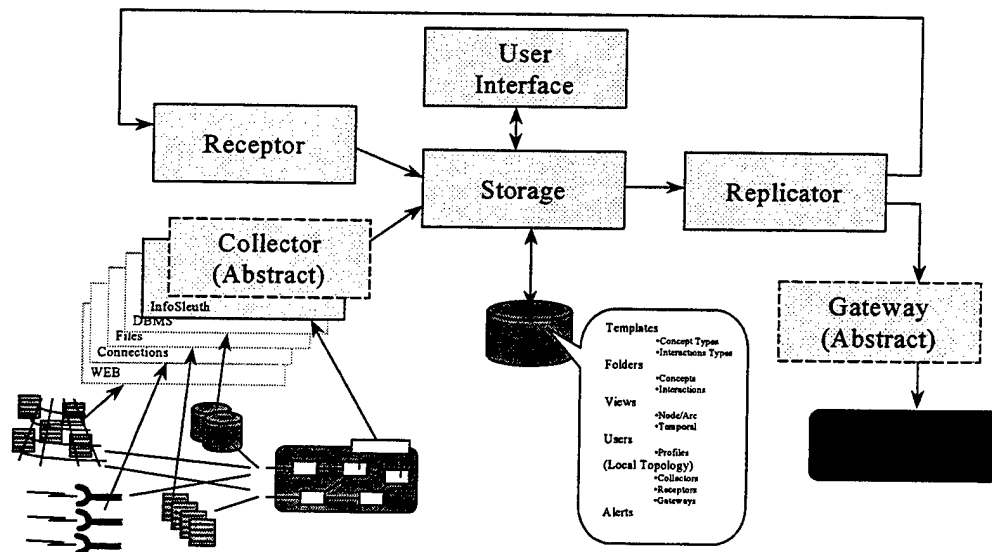 User
Interface
Receptor
Storage
Replicator
Collector
(Abstract)
InfoSleuth
DBMS
Files
Connections
WEB
Gateway
(Abstract)
Templates
•Concept Types
•Interactions Types
Folders
•Concepts
•Interactions
Views
•Node/Arc
•Temporal
Users
•Profiles
(Local Topology)
•Collectors
•Receptors
•Gateways
Alerts